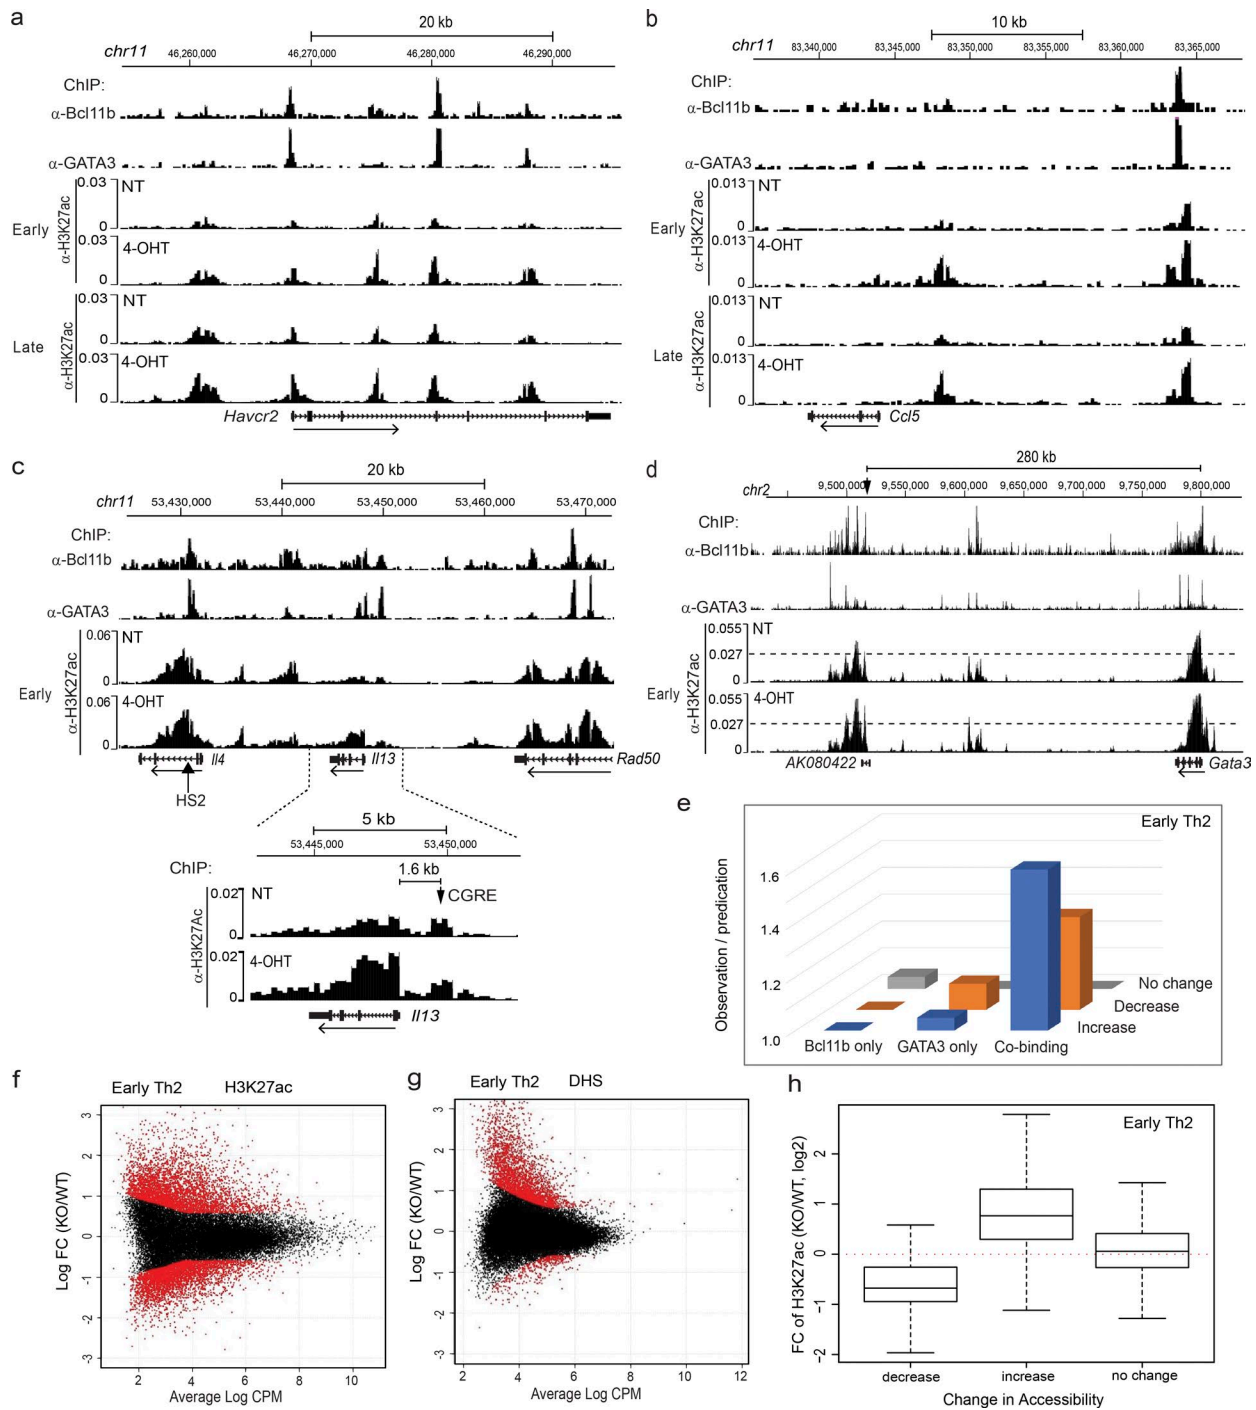 a
20 kb
chr11
46,260,000 46,270,000 46,280,000 46,290,000
ChIP:
α-Bcl11b
α-GATA3
Early
α-H3K27ac
0.03
NT
0
0.03
4-OHT
0
Late
α-H3K27ac
0.03
NT
0
0.03
4-OHT
0
Havcr2
b
10 kb
chr11
83,340,000 83,345,000 83,350,000 83,355,000 83,360,000 83,365,000
ChIP:
α-Bcl11b
α-GATA3
Early
α-H3K27ac
0.013
NT
0
0.013
4-OHT
0
Late
α-H3K27ac
0.013
NT
0
0.013
4-OHT
0
Ccl5
c
20 kb
chr11
53,430,000 53,440,000 53,450,000 53,460,000 53,470,000
ChIP:
α-Bcl11b
α-GATA3
Early
α-H3K27ac
0.06
NT
0
0.06
4-OHT
0
Il4
Il13
Rad50
HS2
5 kb
53,445,000 53,450,000
ChIP:
1.6 kb
CGRE
α-H3K27Ac
0.02
NT
0
0.02
4-OHT
0
Il13
d
280 kb
chr2
9,500,000 9,550,000 9,600,000 9,650,000 9,700,000 9,750,000 9,800,000
ChIP:
α-Bcl11b
α-GATA3
Early
α-H3K27ac
NT
0.055
0.027
0
4-OHT
0.055
0.027
0
AK080422
Gata3
e
Early Th2
Observation / predication
1.6
1.4
1.2
1.0
No change
Decrease
Increase
Bcl11b only GATA3 only Co-binding
f
Early Th2 H3K27ac
Log FC (KO/WT)
3
2
1
0
-1
-2
-3
2 4 6 8 10
Average Log CPM
g
Early Th2 DHS
Log FC (KO/WT)
3
2
1
0
-1
-2
-3
2 4 6 8 10 12
Average Log CPM
h
Early Th2
FC of H3K27ac (KO/WT, log2)
2
1
0
-1
-2
decrease increase no change
Change in Accessibility